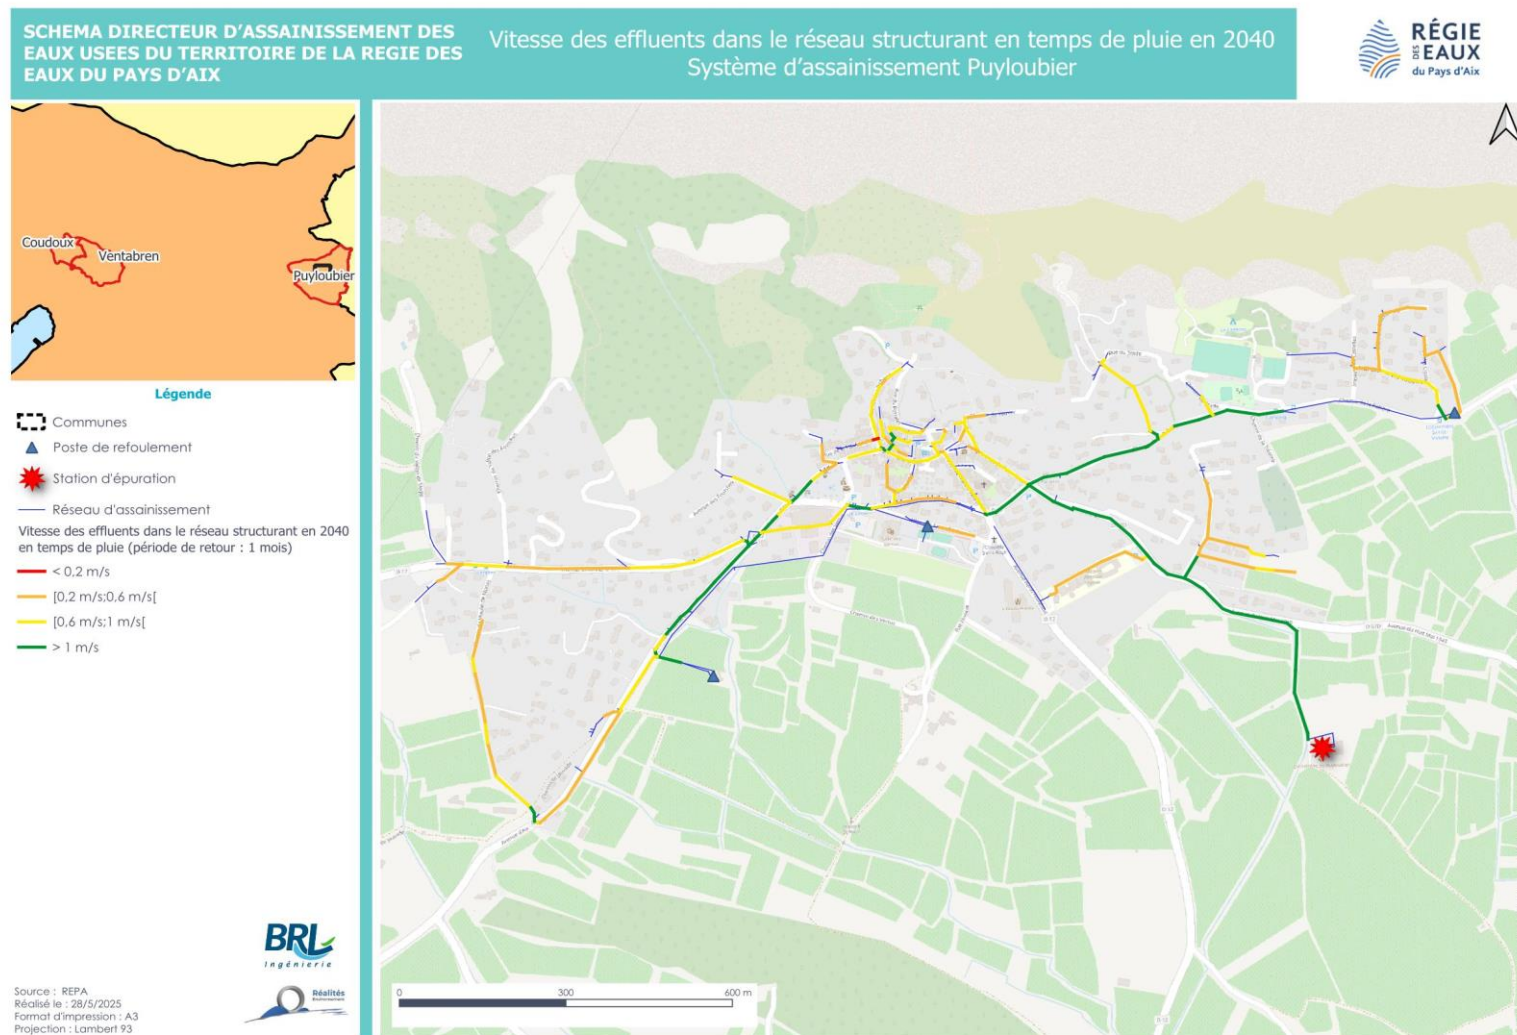 SCHEMA DIRECTEUR D'ASSAINISSEMENT DES
EAUX USEES DU TERRITOIRE DE LA REGIE DES
EAUX DU PAYS D'AIX
Vitesse des effluents dans le réseau structurant en temps de pluie en 2040
Système d'assainissement Puyloubier
RÉGIE
DES EAUX
du Pays d'Aix
Coudoux
Ventabren
Puyloubier
Légende
Communes
Poste de refoulement
Station d'épuration
Réseau d'assainissement
Vitesse des effluents dans le réseau structurant en 2040
en temps de pluie (période de retour : 1 mois)
< 0,2 m/s
[0,2 m/s;0,6 m/s[
[0,6 m/s;1 m/s[
> 1 m/s
BRL
Ingénierie
Réalités
Environnement
Source : REPA
Réalisé le : 28/5/2025
Format d'impression : A3
Projection : Lambert 93
0
300
600 m
P
P
P
D 12